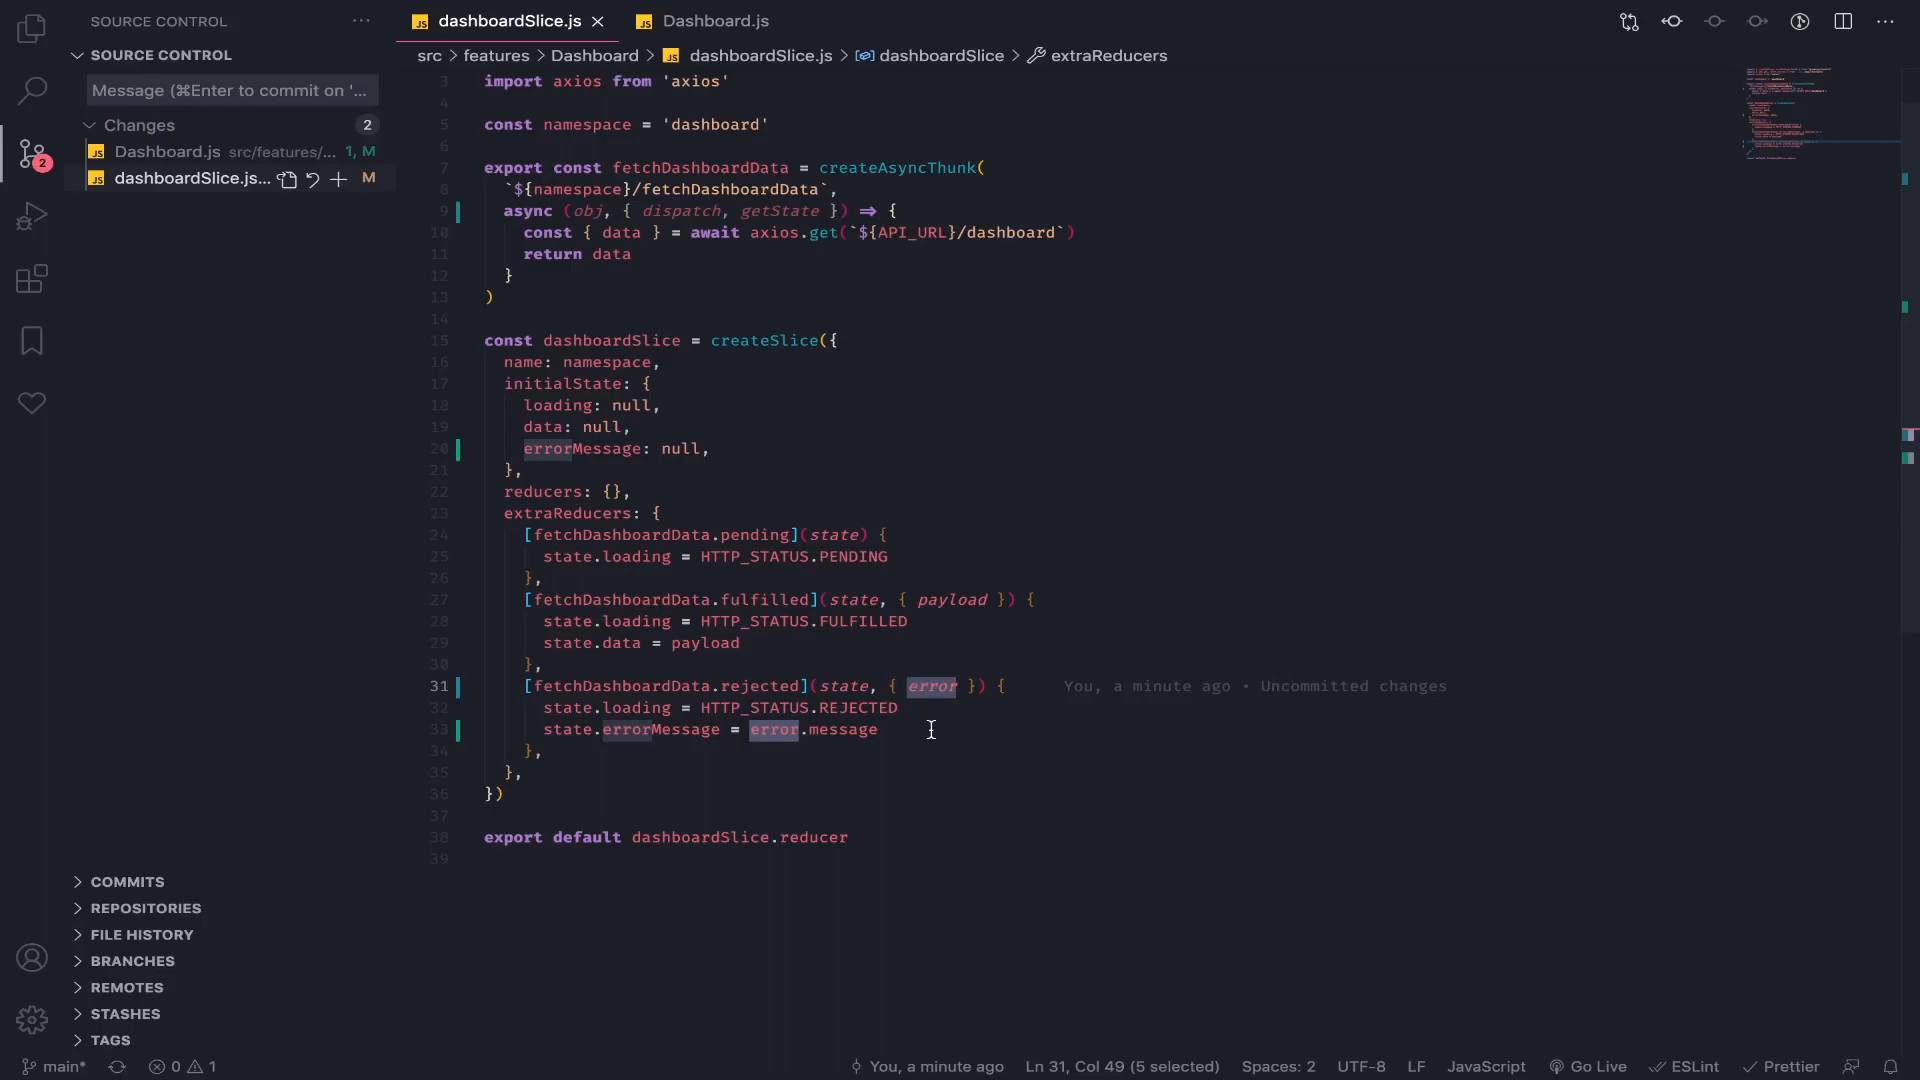 SOURCE CONTROL ...
SOURCE CONTROL
Message (⌘Enter to commit on '...
Changes 2
Dashboard.js src/features/... 1, M
dashboardSlice.js... M
2
COMMITS
REPOSITORIES
FILE HISTORY
BRANCHES
REMOTES
STASHES
TAGS
JS dashboardSlice.js JS Dashboard.js
src > features > Dashboard > JS dashboardSlice.js > dashboardSlice > extraReducers
3 import axios from 'axios'
4
5 const namespace = 'dashboard'
6
7 export const fetchDashboardData = createAsyncThunk(
8 `${namespace}/fetchDashboardData`,
9 async (obj, { dispatch, getState }) => {
10 const { data } = await axios.get(`${API_URL}/dashboard`)
11 return data
12 }
13 )
14
15 const dashboardSlice = createSlice({
16 name: namespace,
17 initialState: {
18 loading: null,
19 data: null,
20 errorMessage: null,
21 },
22 reducers: {},
23 extraReducers: {
24 [fetchDashboardData.pending](state) {
25 state.loading = HTTP_STATUS.PENDING
26 },
27 [fetchDashboardData.fulfilled](state, { payload }) {
28 state.loading = HTTP_STATUS.FULFILLED
29 state.data = payload
30 },
31 [fetchDashboardData.rejected](state, { error }) { You, a minute ago • Uncommitted changes
32 state.loading = HTTP_STATUS.REJECTED
33 state.errorMessage = error.message
34 },
35 },
36 })
37
38 export default dashboardSlice.reducer
39
main* 0 1 You, a minute ago Ln 31, Col 49 (5 selected) Spaces: 2 UTF-8 LF JavaScript Go Live ESLint Prettier